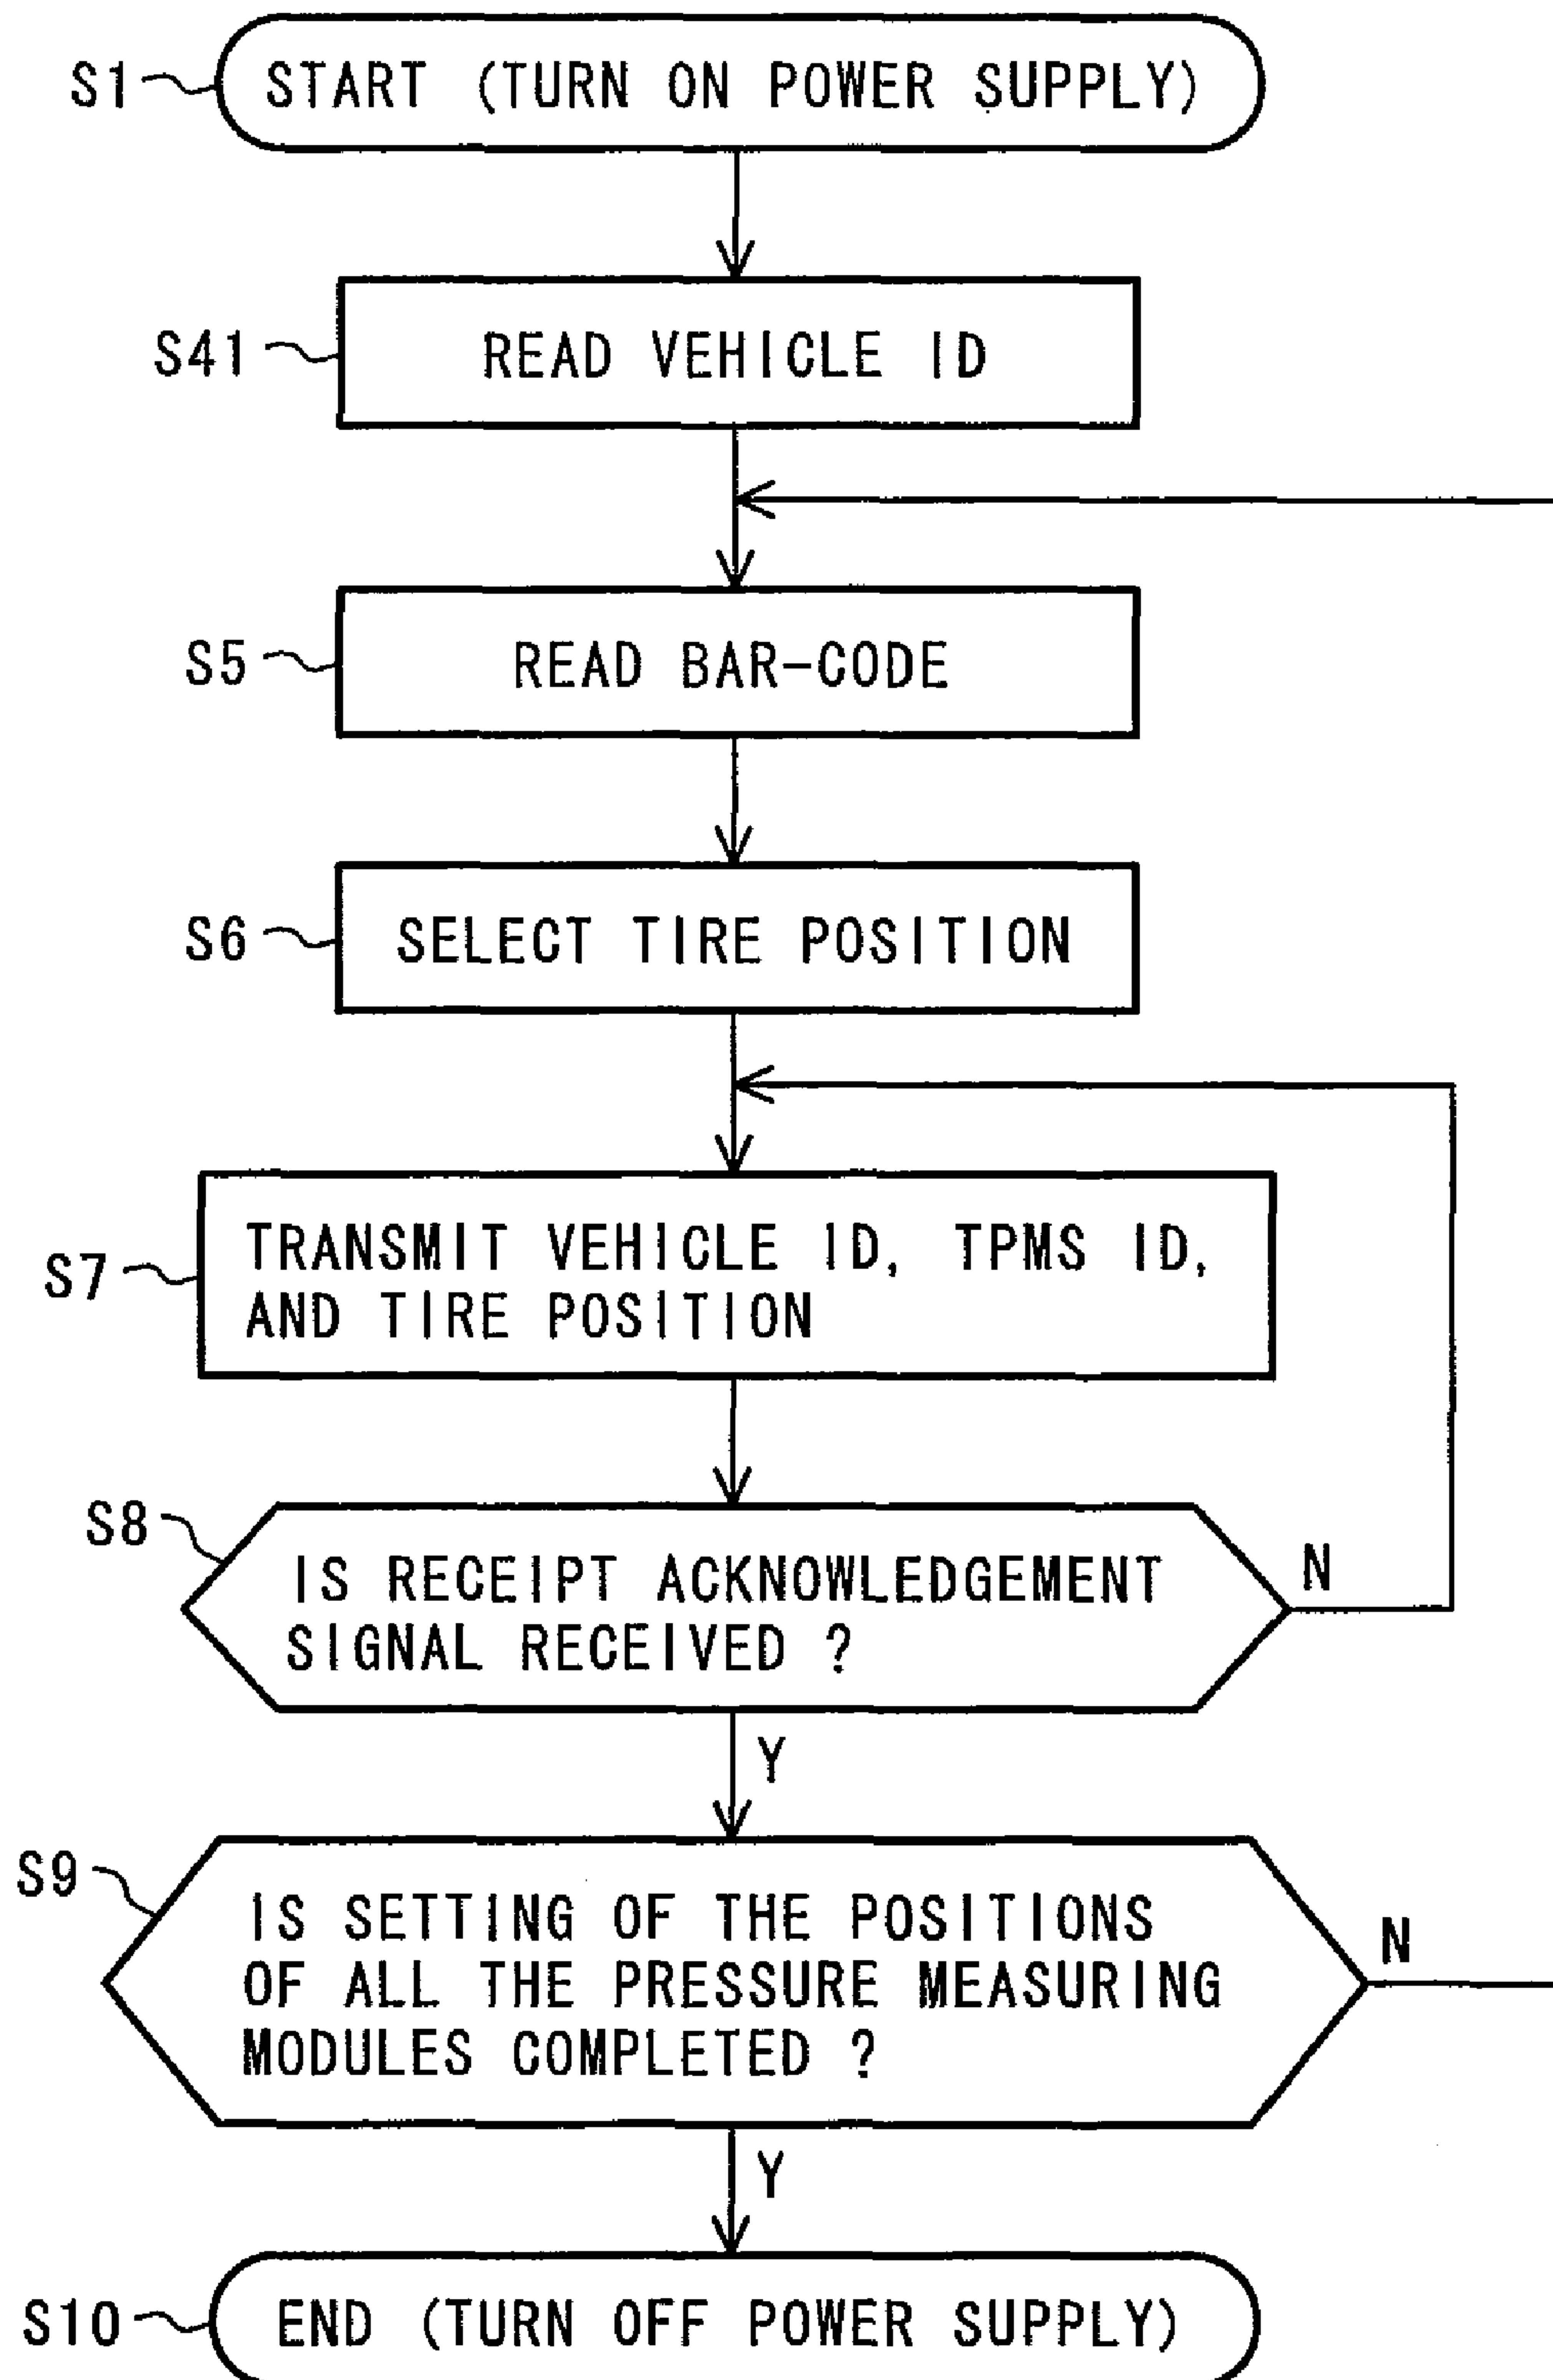 S1
START (TURN ON POWER SUPPLY)
S41
READ VEHICLE ID
S5
READ BAR-CODE
S6
SELECT TIRE POSITION
S7
TRANSMIT VEHICLE ID, TPMS ID,
AND TIRE POSITION
S8
IS RECEIPT ACKNOWLEDGEMENT
SIGNAL RECEIVED ?
N
Y
S9
IS SETTING OF THE POSITIONS
OF ALL THE PRESSURE MEASURING
MODULES COMPLETED ?
N
Y
S10
END (TURN OFF POWER SUPPLY)